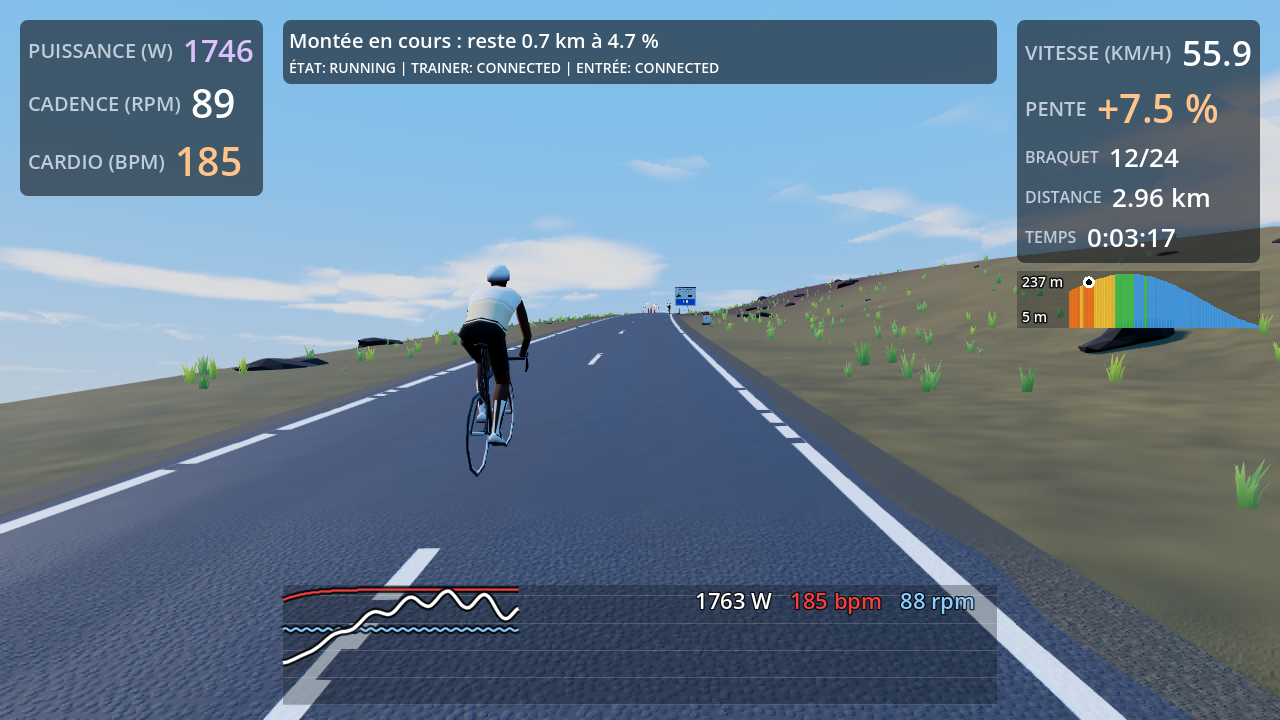 PUISSANCE (W) 1746
CADENCE (RPM) 89
CARDIO (BPM) 185
Montée en cours : reste 0.7 km à 4.7 %
ÉTAT: RUNNING | TRAINER: CONNECTED | ENTRÉE: CONNECTED
VITESSE (KM/H) 55.9
PENTE +7.5 %
BRAQUET 12/24
DISTANCE 2.96 km
TEMPS 0:03:17
237 m
5 m
1763 W 185 bpm 88 rpm